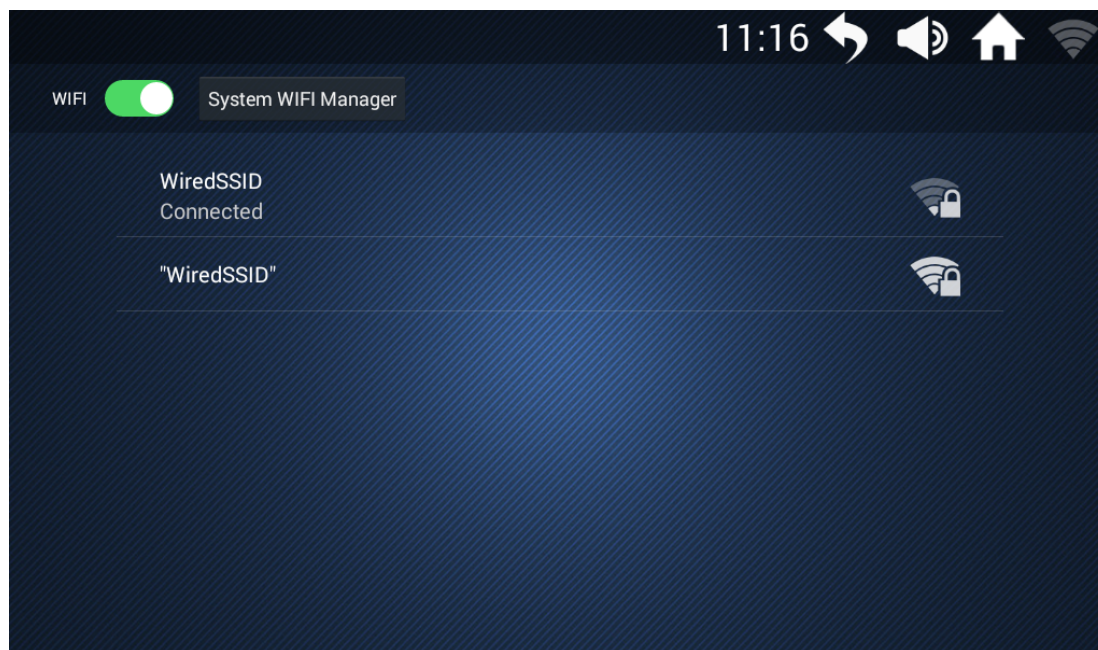 11:16
WIFI System WIFI Manager
WiredSSID
Connected
"WiredSSID"